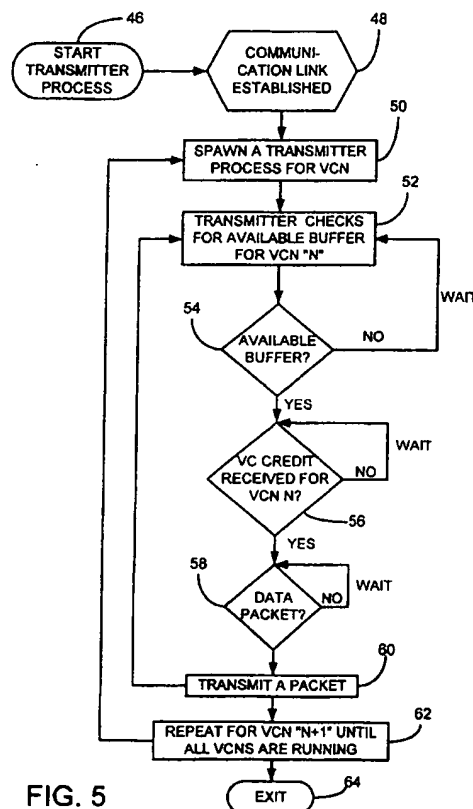 46
START
TRANSMITTER
PROCESS
48
COMMUNI-
CATION LINK
ESTABLISHED
50
SPAWN A TRANSMITTER
PROCESS FOR VCN
52
TRANSMITTER CHECKS
FOR AVAILABLE BUFFER
FOR VCN "N"
WAIT
54
AVAILABLE
BUFFER?
NO
YES
VC CREDIT
RECEIVED FOR
VCN N?
WAIT
NO
56
YES
58
DATA
PACKET?
WAIT
NO
60
TRANSMIT A PACKET
62
REPEAT FOR VCN "N+1" UNTIL
ALL VCNS ARE RUNNING
FIG. 5
EXIT
64